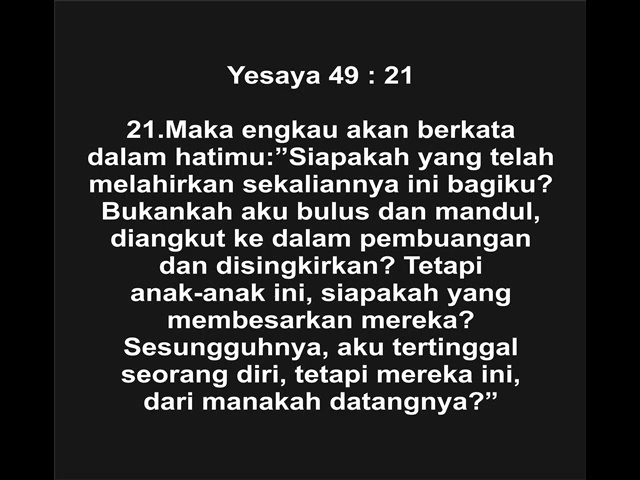 Yesaya 49 : 21
21.Maka engkau akan berkata
dalam hatimu:”Siapakah yang telah
melahirkan sekaliannya ini bagiku?
Bukankah aku bulus dan mandul,
diangkut ke dalam pembuangan
dan disingkirkan? Tetapi
anak-anak ini, siapakah yang
membesarkan mereka?
Sesungguhnya, aku tertinggal
seorang diri, tetapi mereka ini,
dari manakah datangnya?”